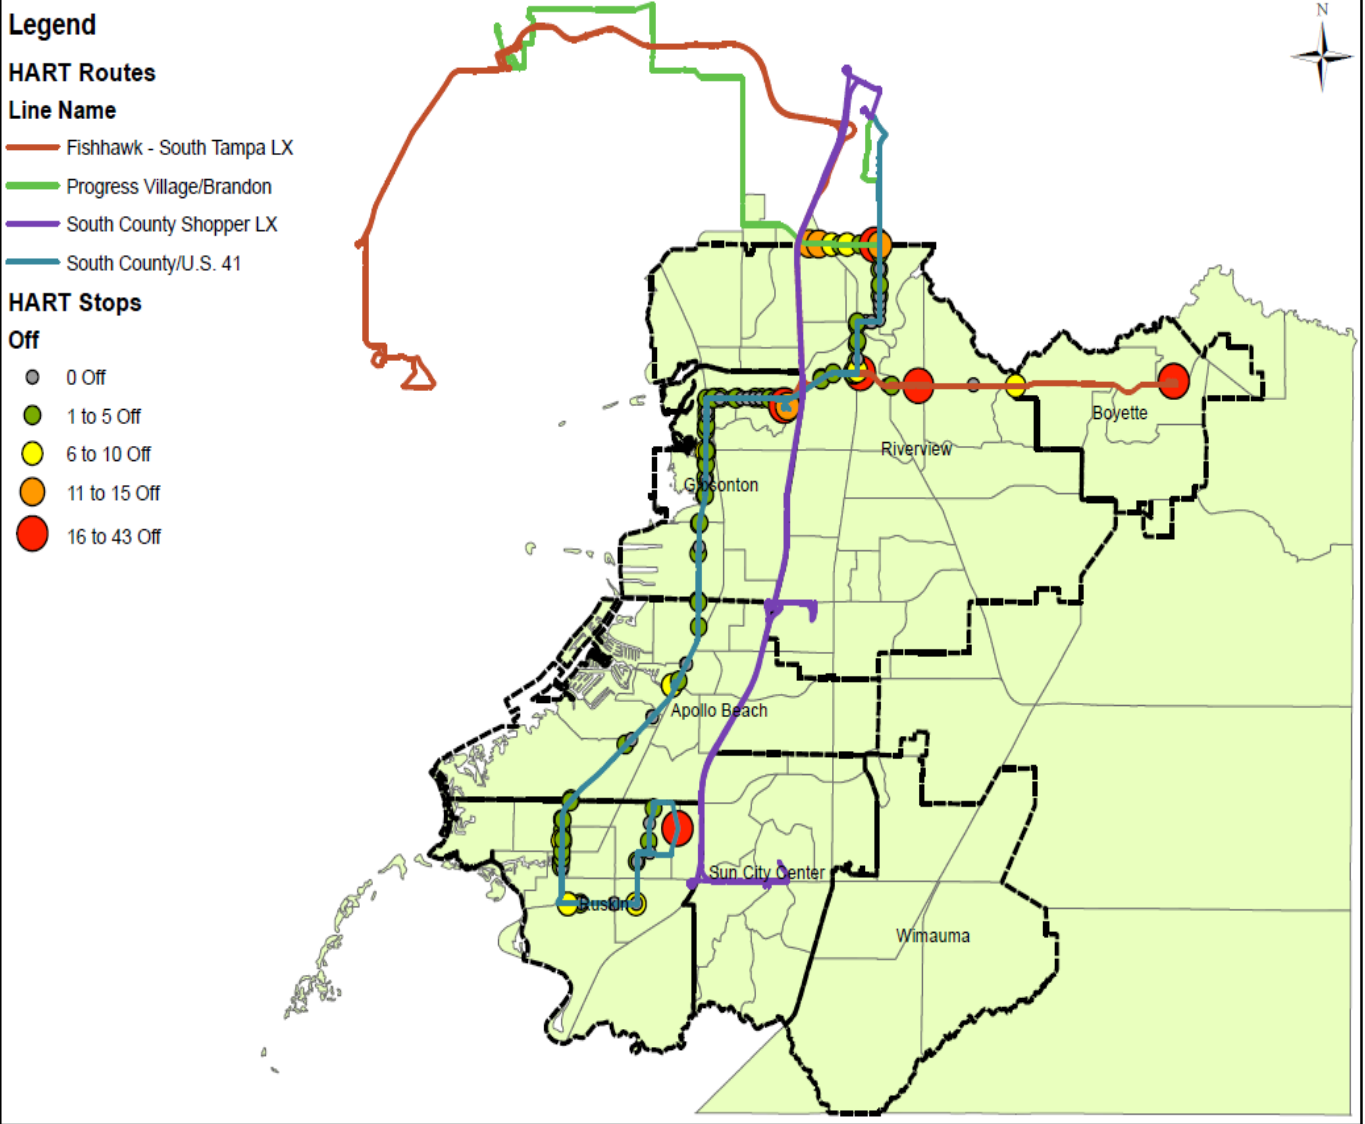 Legend
HART Routes
Line Name
Fishhawk - South Tampa LX
Progress Village/Brandon
South County Shopper LX
South County/U.S. 41
HART Stops
Off
0 Off
1 to 5 Off
6 to 10 Off
11 to 15 Off
16 to 43 Off
N
Boyette
Riverview
Gibsonton
Apollo Beach
Sun City Center
Ruskin
Wimauma